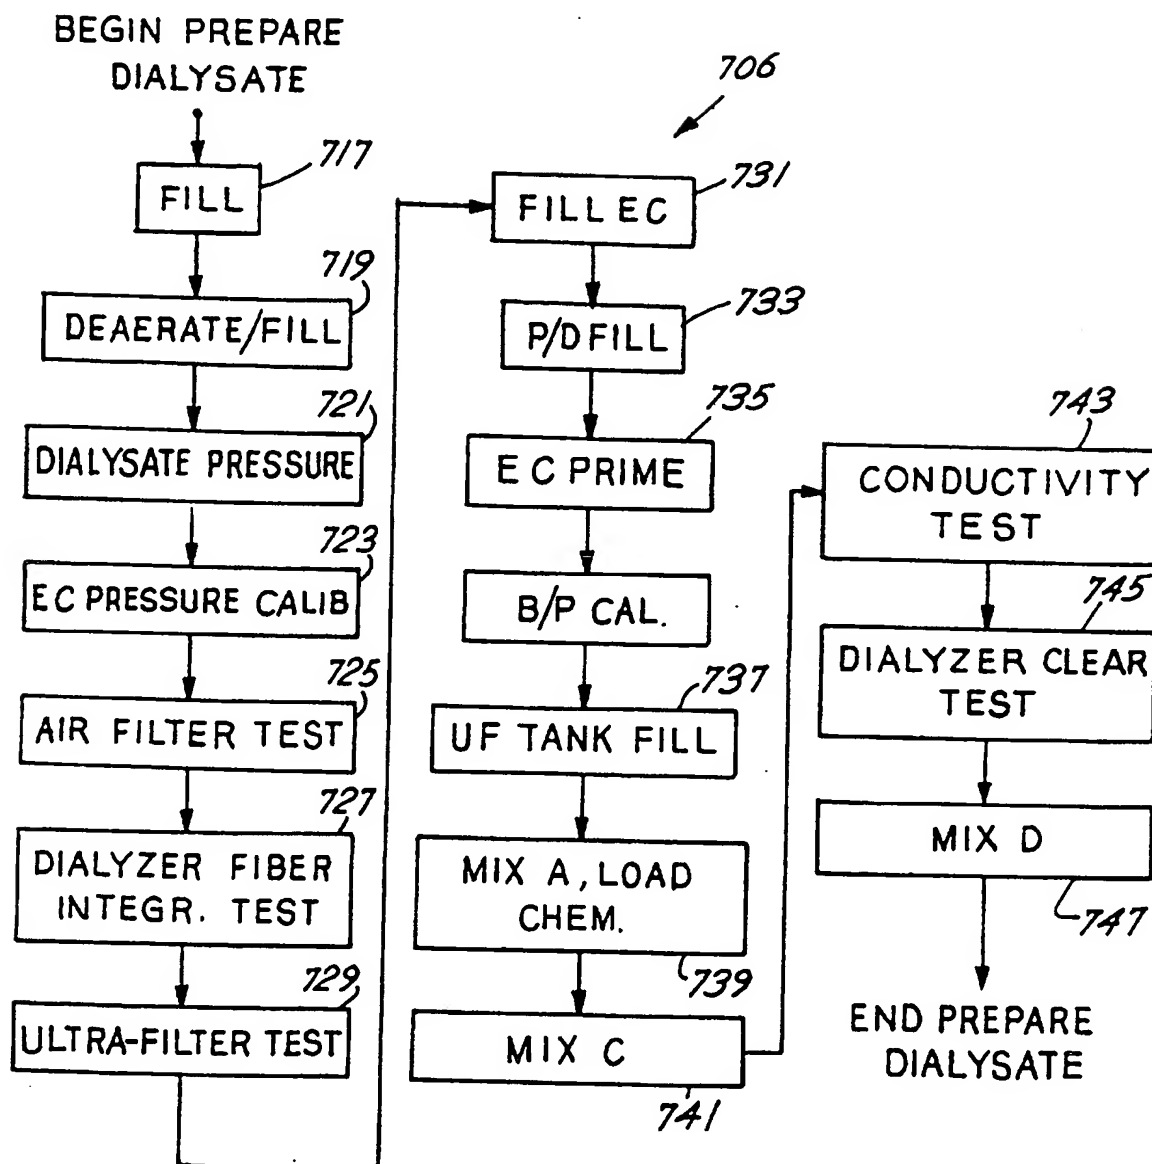 BEGIN PREPARE
DIALYSATE
717
FILL
719
DEAERATE/FILL
721
DIALYSATE PRESSURE
723
EC PRESSURE CALIB
725
AIR FILTER TEST
727
DIALYZER FIBER
INTEGR. TEST
729
ULTRA-FILTER TEST
706
731
FILL EC
733
P/D FILL
735
EC PRIME
B/P CAL.
737
UF TANK FILL
MIX A, LOAD
CHEM.
739
MIX C
741
743
CONDUCTIVITY
TEST
745
DIALYZER CLEAR
TEST
MIX D
747
END PREPARE
DIALYSATE